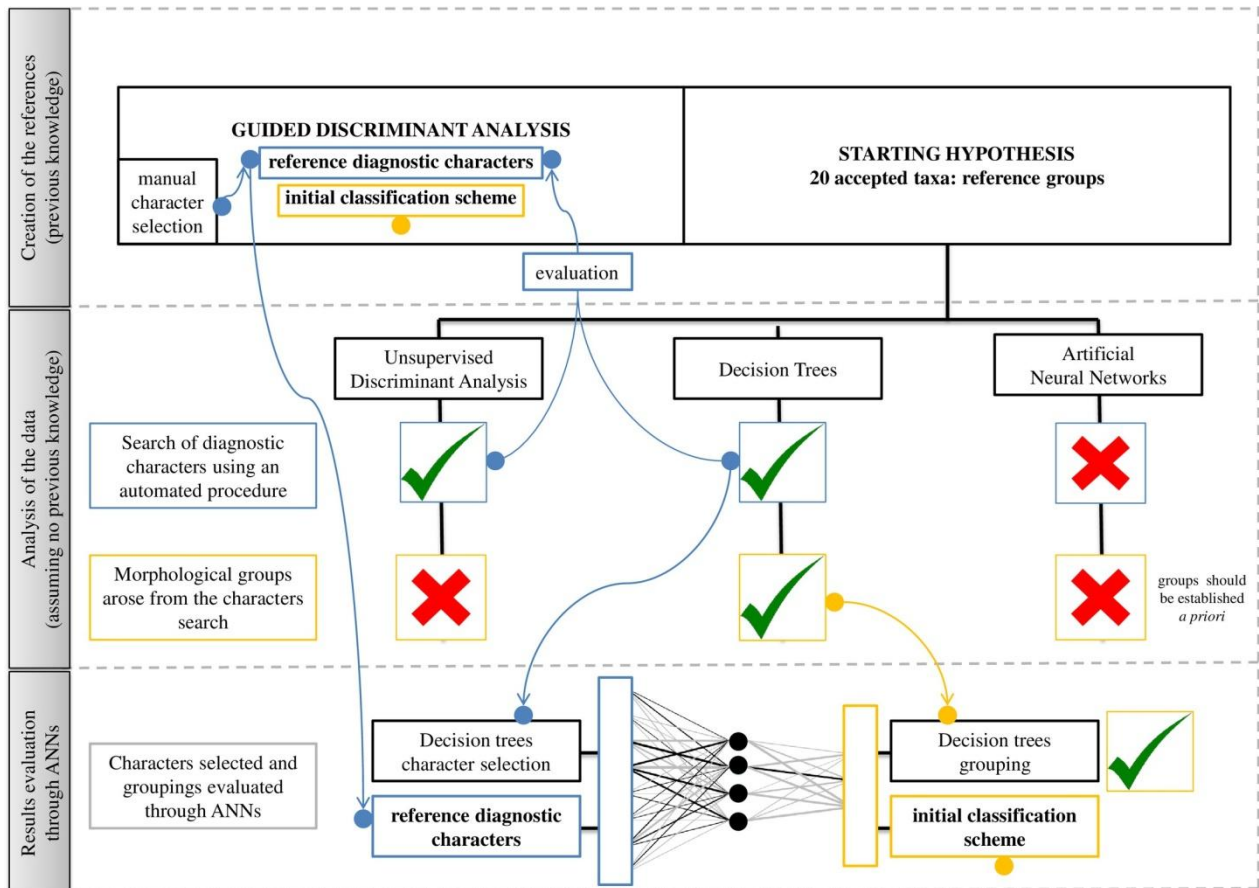 Creation of the references
(previous knowledge)
GUIDED DISCRIMINANT ANALYSIS
reference diagnostic characters
initial classification scheme
manual
character
selection
STARTING HYPOTHESIS
20 accepted taxa: reference groups
evaluation
Analysis of the data
(assuming no previous knowledge)
Unsupervised
Discriminant Analysis
Decision Trees
Artificial
Neural Networks
Search of diagnostic
characters using an
automated procedure
Morphological groups
arose from the characters
search
groups should
be established
a priori
Results evaluation
through ANNs
Characters selected and
groupings evaluated
through ANNs
Decision trees
character selection
reference diagnostic
characters
Decision trees
grouping
initial classification
scheme